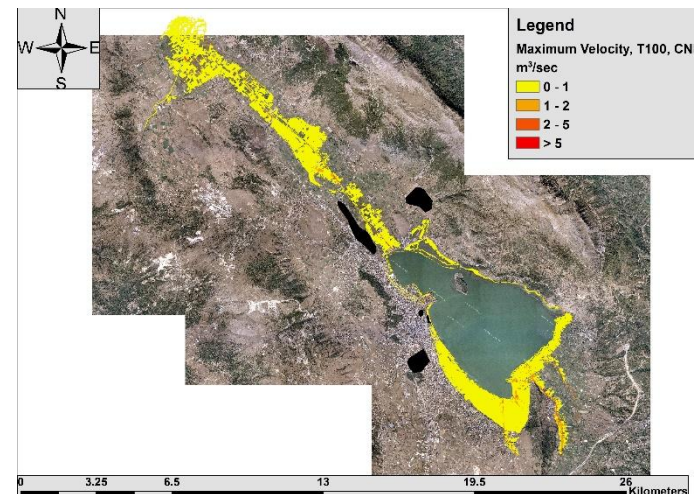 N
W E
S
Legend
Maximum Velocity, T100, CNI
m³/sec
0 - 1
1 - 2
2 - 5
> 5
0 3.25 6.5 13 19.5 26
Kilometers